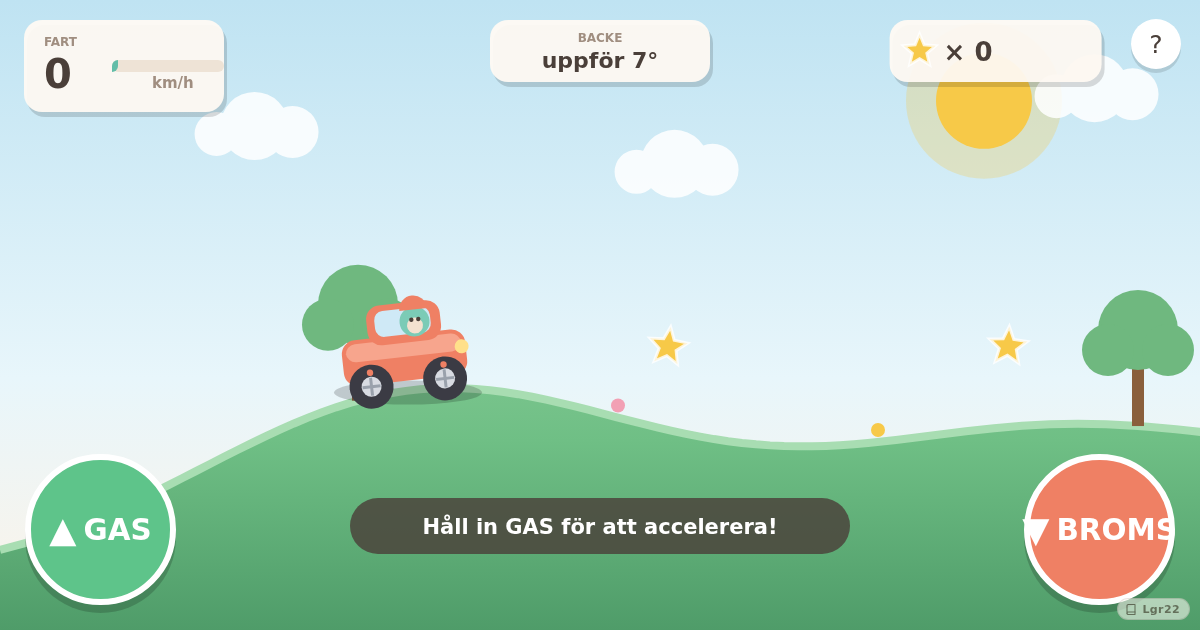 FART
0
km/h
BACKE
uppför 7°
× 0
?
▲ GAS
Håll in GAS för att accelerera!
▼ BROMS
Lgr22